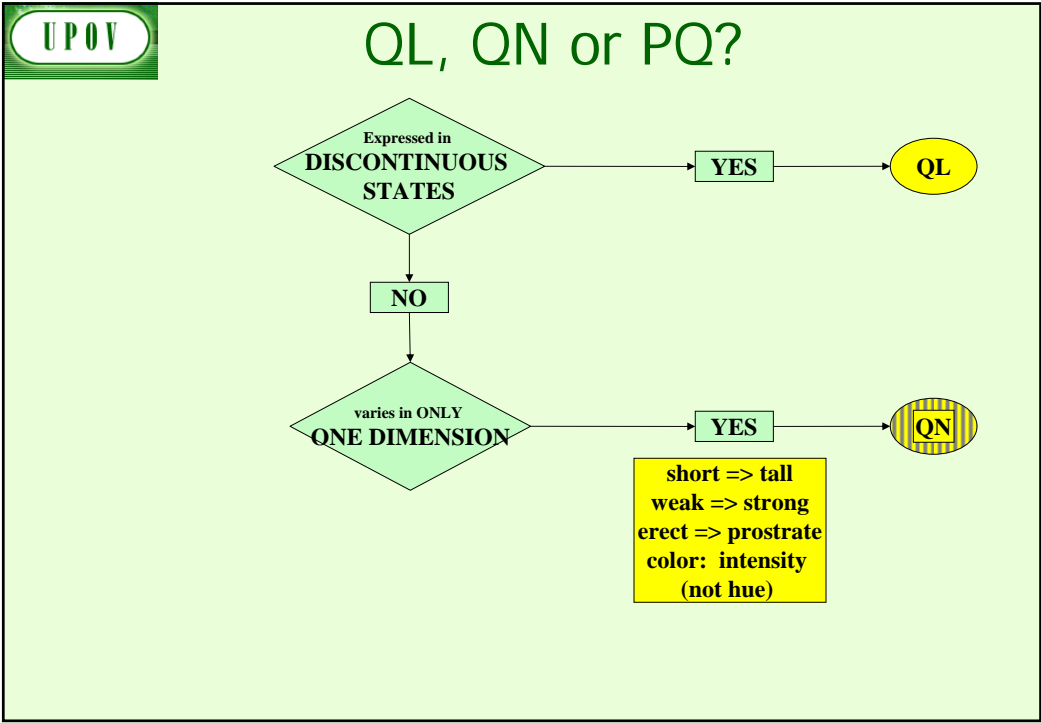 UPOV
QL, QN or PQ?
Expressed in
DISCONTINUOUS
STATES
YES
QL
NO
varies in ONLY
ONE DIMENSION
YES
QN
short => tall
weak => strong
erect => prostrate
color: intensity
(not hue)